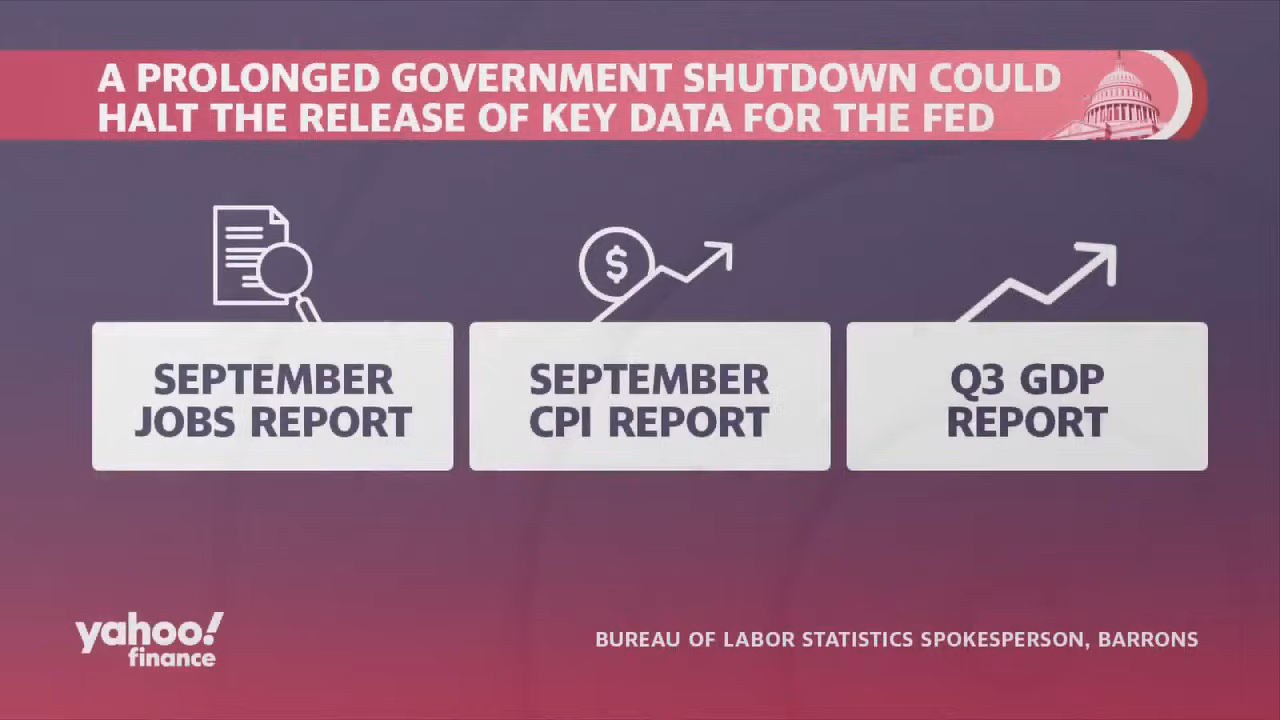 A PROLONGED GOVERNMENT SHUTDOWN COULD
HALT THE RELEASE OF KEY DATA FOR THE FED
$
SEPTEMBER
JOBS REPORT
SEPTEMBER
CPI REPORT
Q3 GDP
REPORT
yahoo!
finance
BUREAU OF LABOR STATISTICS SPOKESPERSON, BARRONS